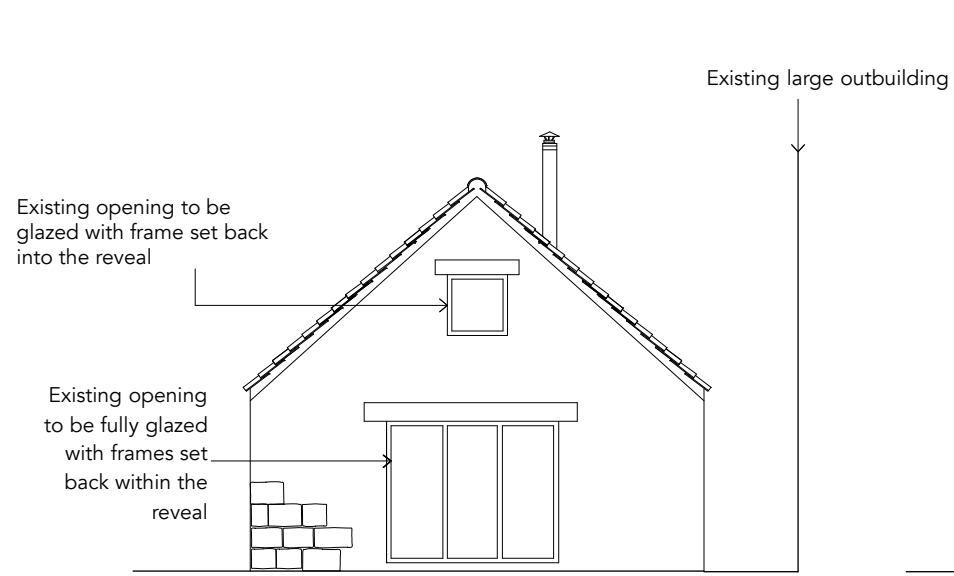 Existing large outbuilding
Existing opening to be
glazed with frame set back
into the reveal
Existing opening
to be fully glazed
with frames set
back within the
reveal